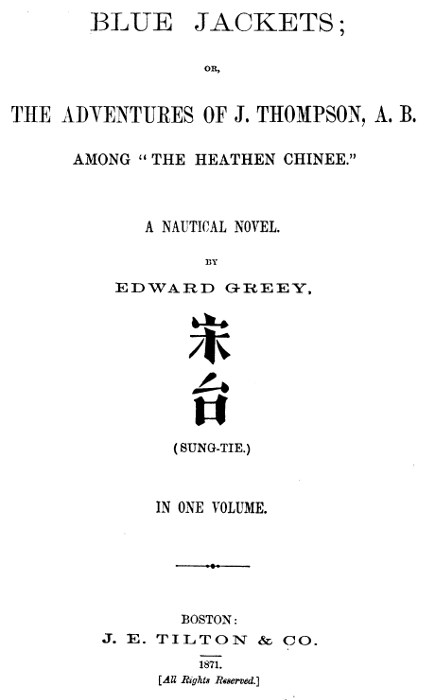 BLUE JACKETS;
OR,
THE ADVENTURES OF J. THOMPSON, A. B.
AMONG "THE HEATHEN CHINEE."
A NAUTICAL NOVEL.
BY
EDWARD GREEY,
宋
台
(SUNG-TIE.)
IN ONE VOLUME.
BOSTON:
J. E. TILTON & CO.
1871.
[All Rights Reserved.]